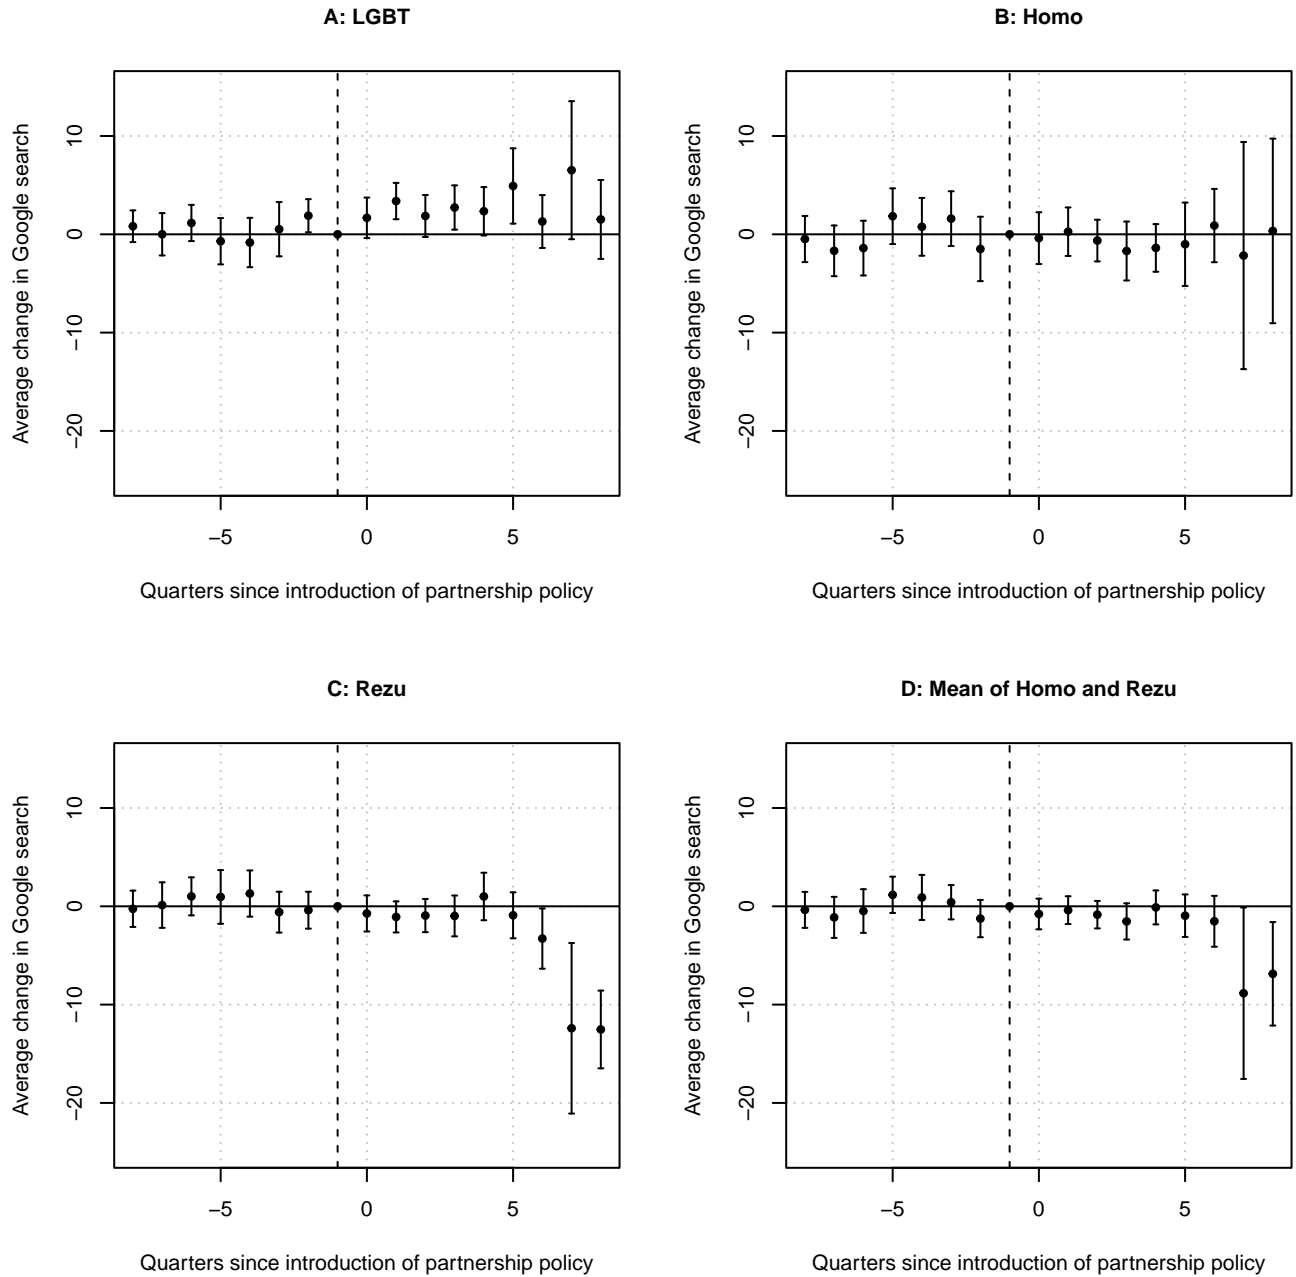 A: LGBT
Average change in Google search
10
0
−10
−20
−5
0
5
Quarters since introduction of partnership policy
B: Homo
Average change in Google search
10
0
−10
−20
−5
0
5
Quarters since introduction of partnership policy
C: Rezu
Average change in Google search
10
0
−10
−20
−5
0
5
Quarters since introduction of partnership policy
D: Mean of Homo and Rezu
Average change in Google search
10
0
−10
−20
−5
0
5
Quarters since introduction of partnership policy